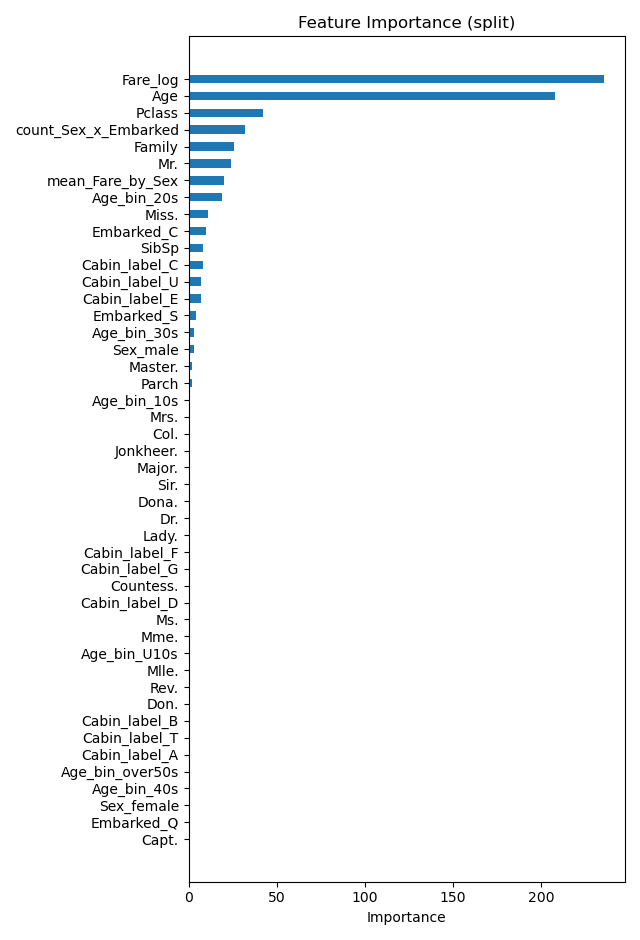 Feature Importance (split)
Fare_log
Age
Pclass
count_Sex_x_Embarked
Family
Mr.
mean_Fare_by_Sex
Age_bin_20s
Miss.
Embarked_C
SibSp
Cabin_label_C
Cabin_label_U
Cabin_label_E
Embarked_S
Age_bin_30s
Sex_male
Master.
Parch
Age_bin_10s
Mrs.
Col.
Jonkheer.
Major.
Sir.
Dona.
Dr.
Lady.
Cabin_label_F
Cabin_label_G
Countess.
Cabin_label_D
Ms.
Mme.
Age_bin_U10s
Mlle.
Rev.
Don.
Cabin_label_B
Cabin_label_T
Cabin_label_A
Age_bin_over50s
Age_bin_40s
Sex_female
Embarked_Q
Capt.
0 50 100 150 200
Importance